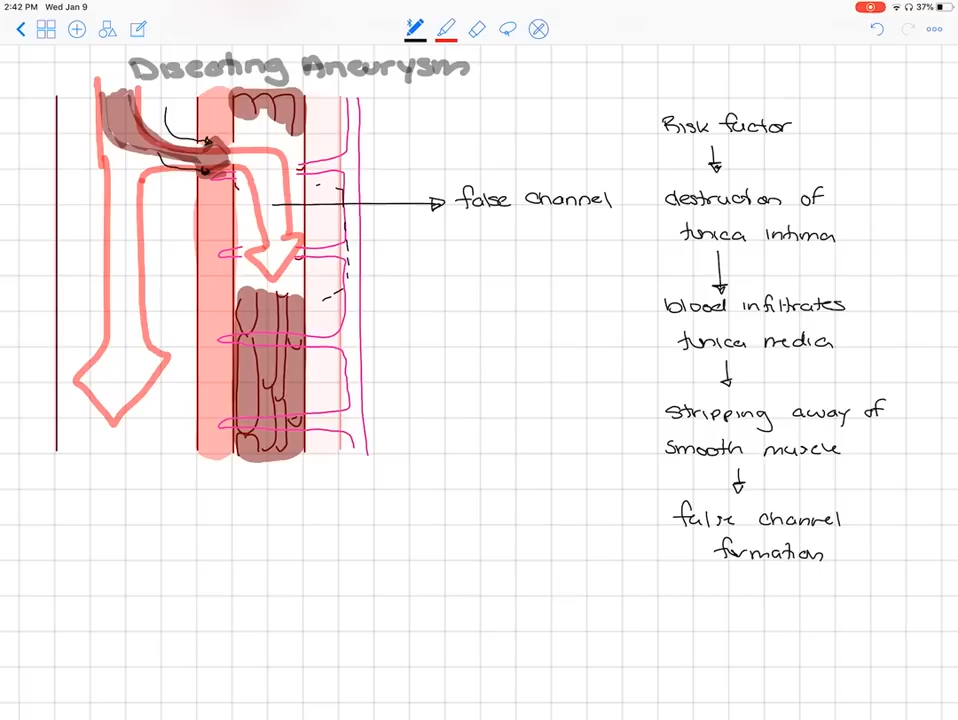 2:42 PM Wed Jan 9
37%
Disecting Aneurysm
false channel
Risk factor
destruction of
tunica intima
blood infiltrates
tunica media
stripping away of
smooth muscle
false channel
formation